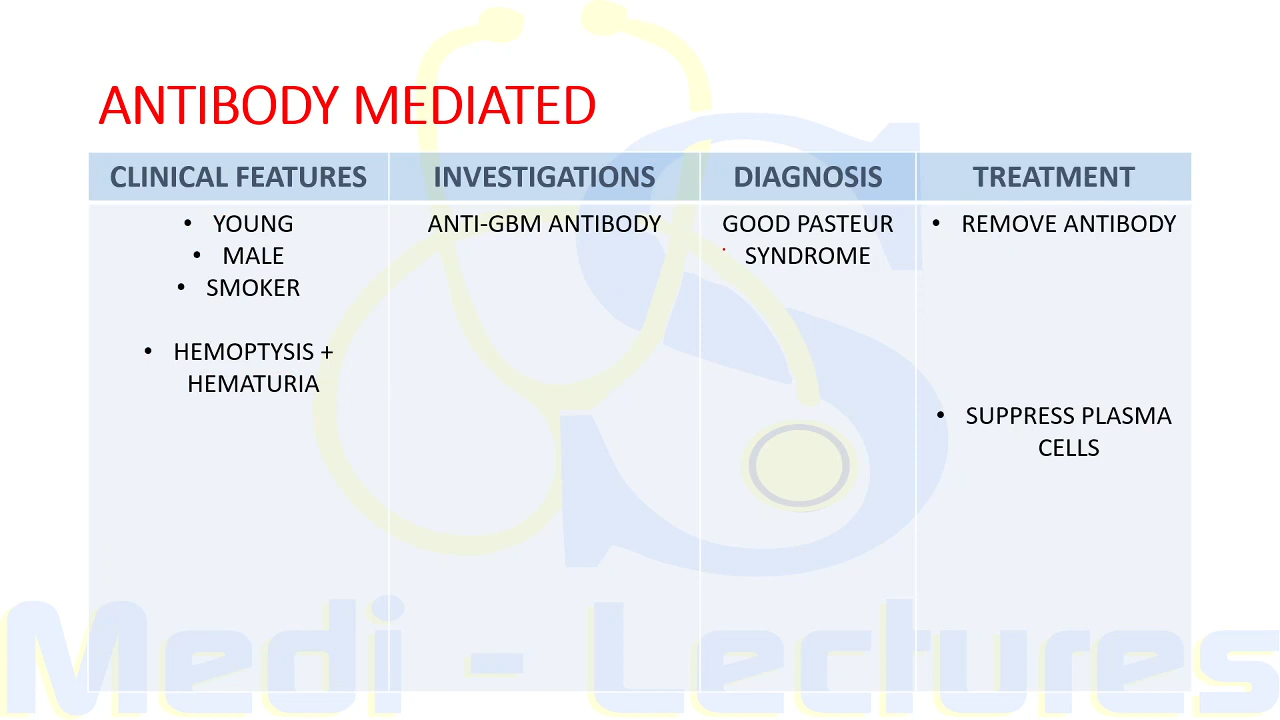 ANTIBODY MEDIATED
CLINICAL FEATURES
INVESTIGATIONS
DIAGNOSIS
TREATMENT
• YOUNG
• MALE
• SMOKER
• HEMOPTYSIS +
HEMATURIA
ANTI-GBM ANTIBODY
GOOD PASTEUR
SYNDROME
• REMOVE ANTIBODY
• SUPPRESS PLASMA
CELLS
S
Medi - Lectures